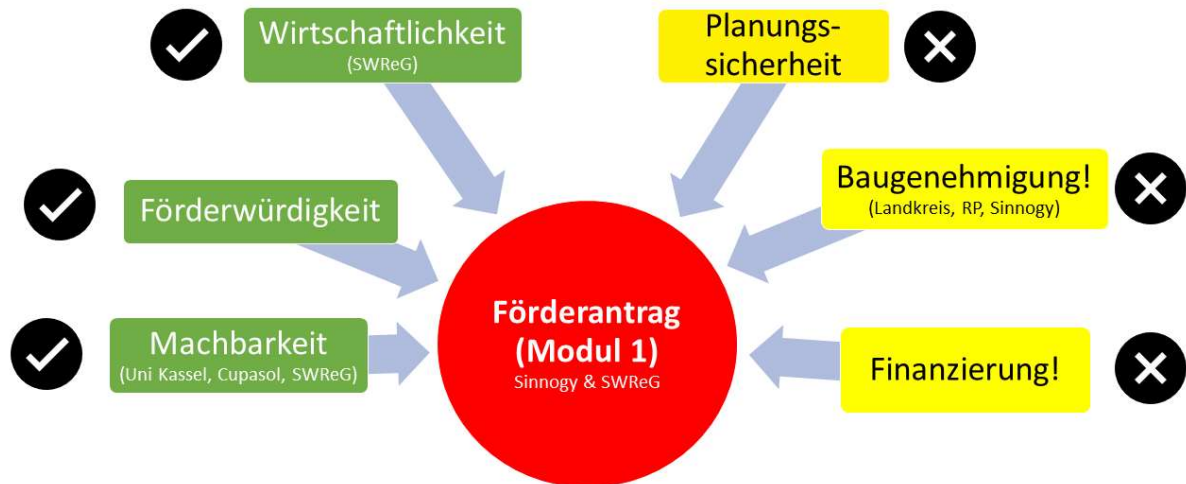 Wirtschaftlichkeit
(SWReG)
Planungs-
sicherheit
Förderwürdigkeit
Baugenehmigung!
(Landkreis, RP, Sinnogy)
Machbarkeit
(Uni Kassel, Cupasol, SWReG)
Förderantrag
(Modul 1)
Sinnogy & SWReG
Finanzierung!